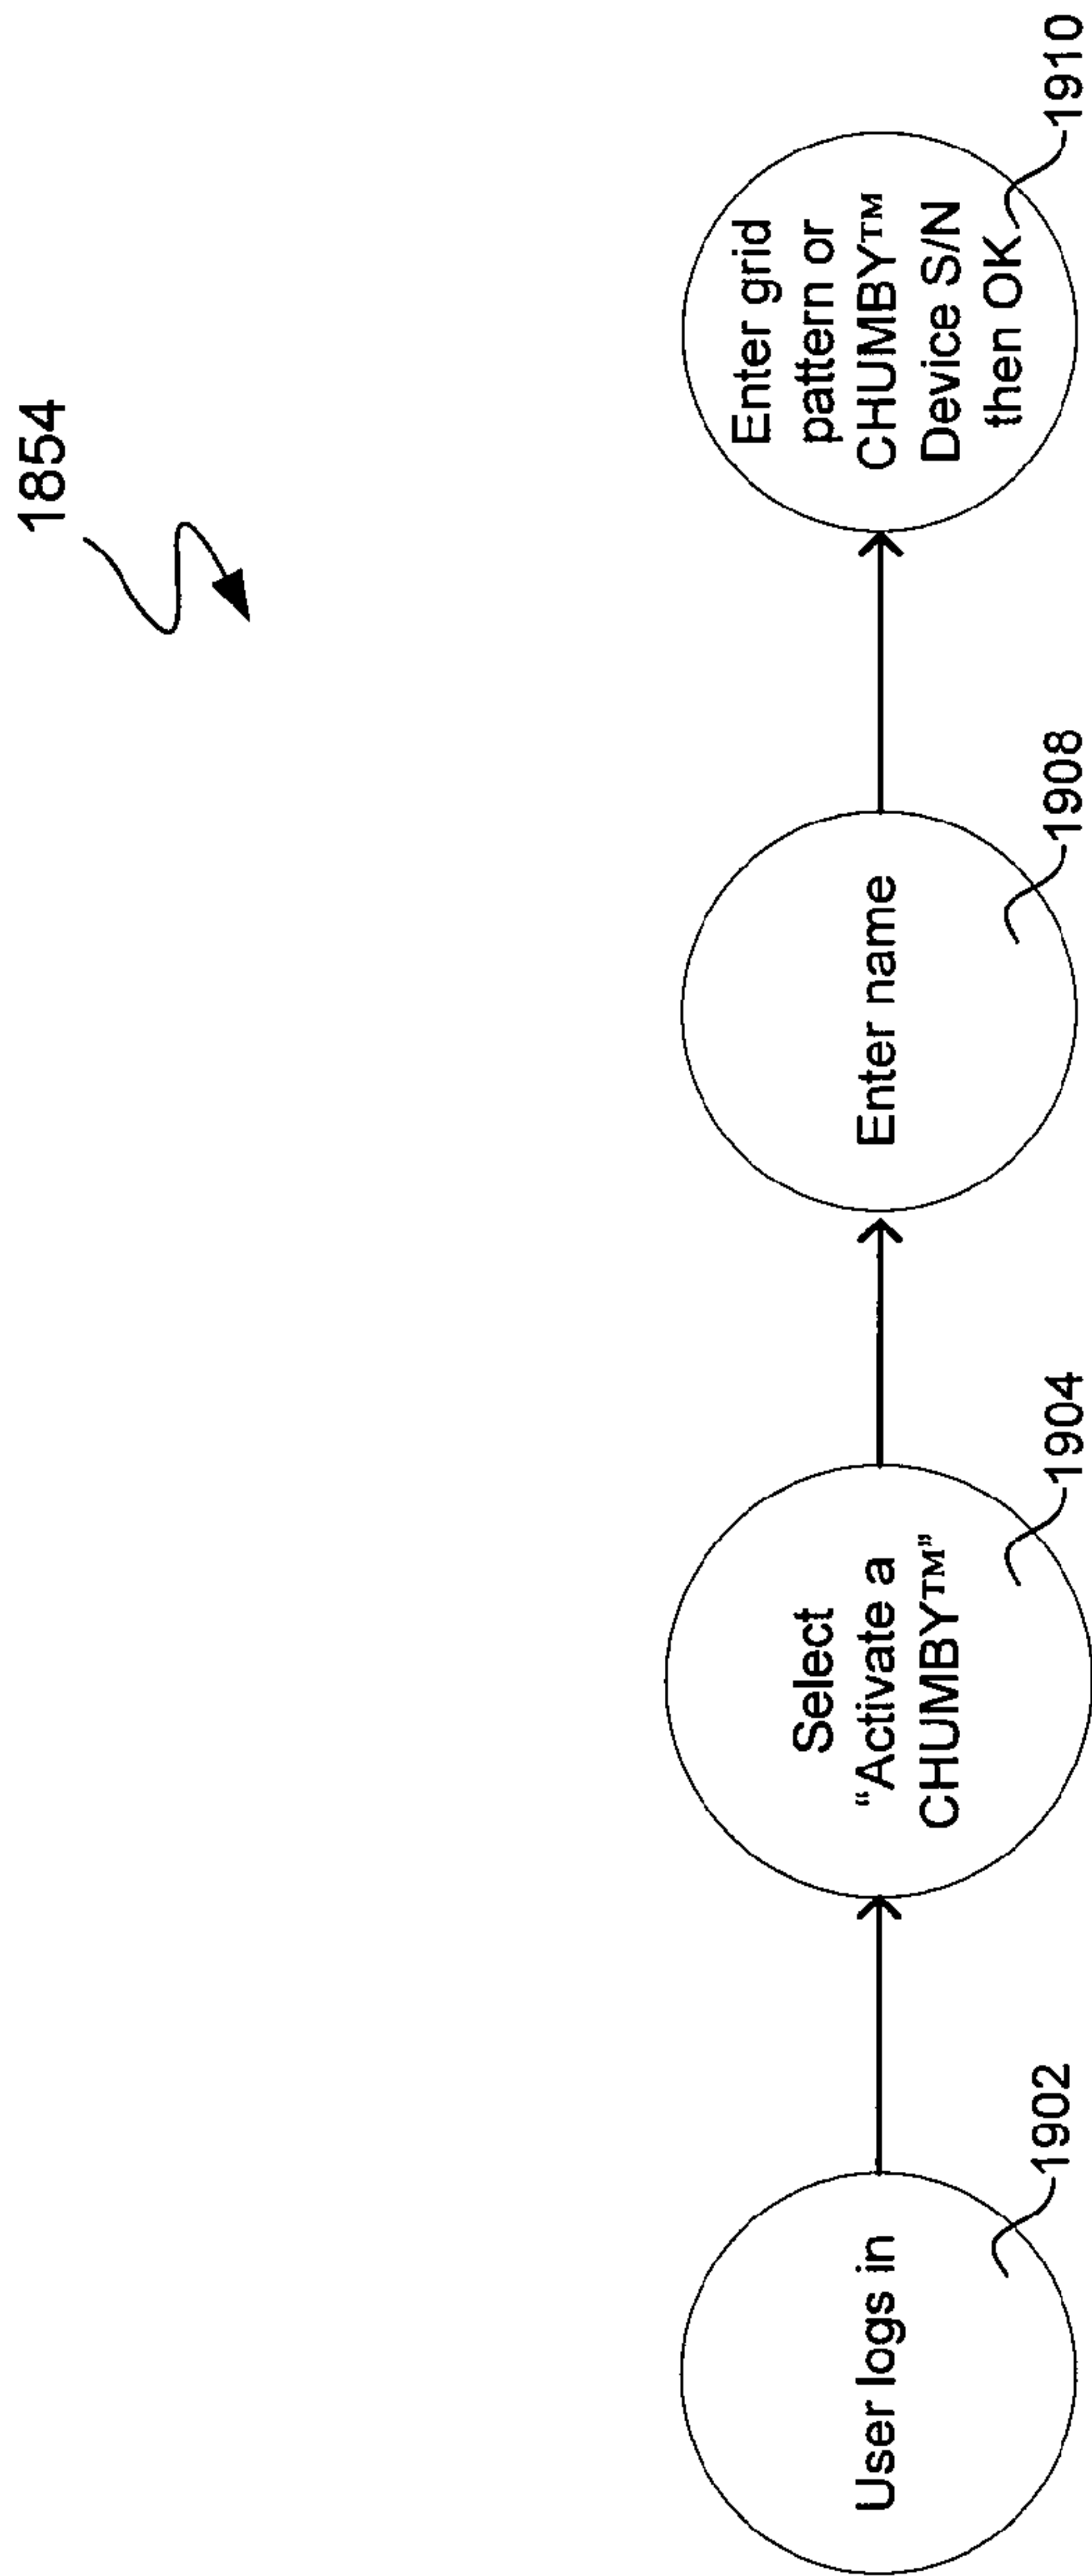 1854
User logs in
1902
Select
“Activate a
CHUMBY™”
1904
Enter name
1908
Enter grid
pattern or
CHUMBY™
Device S/N
then OK
1910